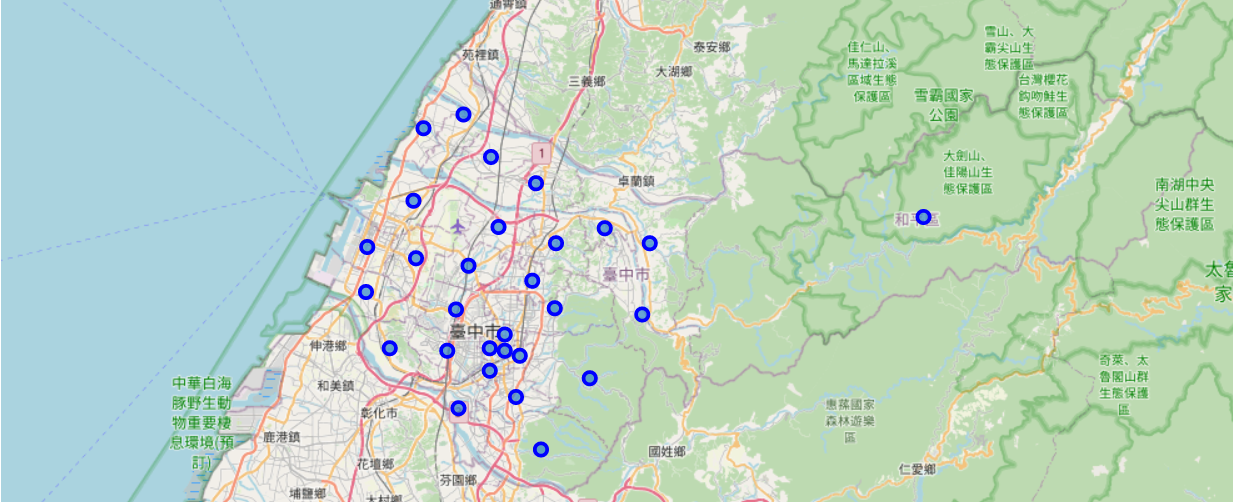 通霄鎮
苑裡鎮
泰安鄉
大湖鄉
三義鄉
佳仁山、
馬達拉溪
區域生態
保護區
雪山、大
霸尖山生
態保護區
台灣櫻花
鈎吻鮭生
態保護區
雪霸國家
公園
1
大劍山、
佳陽山生
態保護區
卓蘭鎮
南湖中央
尖山群生
態保護區
和平區
臺中市
太魯
家
臺中市
伸港鄉
和美鎮
中華白海
豚野生動
物重要棲
息環境(預
訂)
彰化市
奇萊、太
魯閣山群
生態保護
區
惠蓀國家
森林遊樂
區
鹿港鎮
國姓鄉
花壇鄉
仁愛鄉
芬園鄉
埔鹽鄉
大村鄉